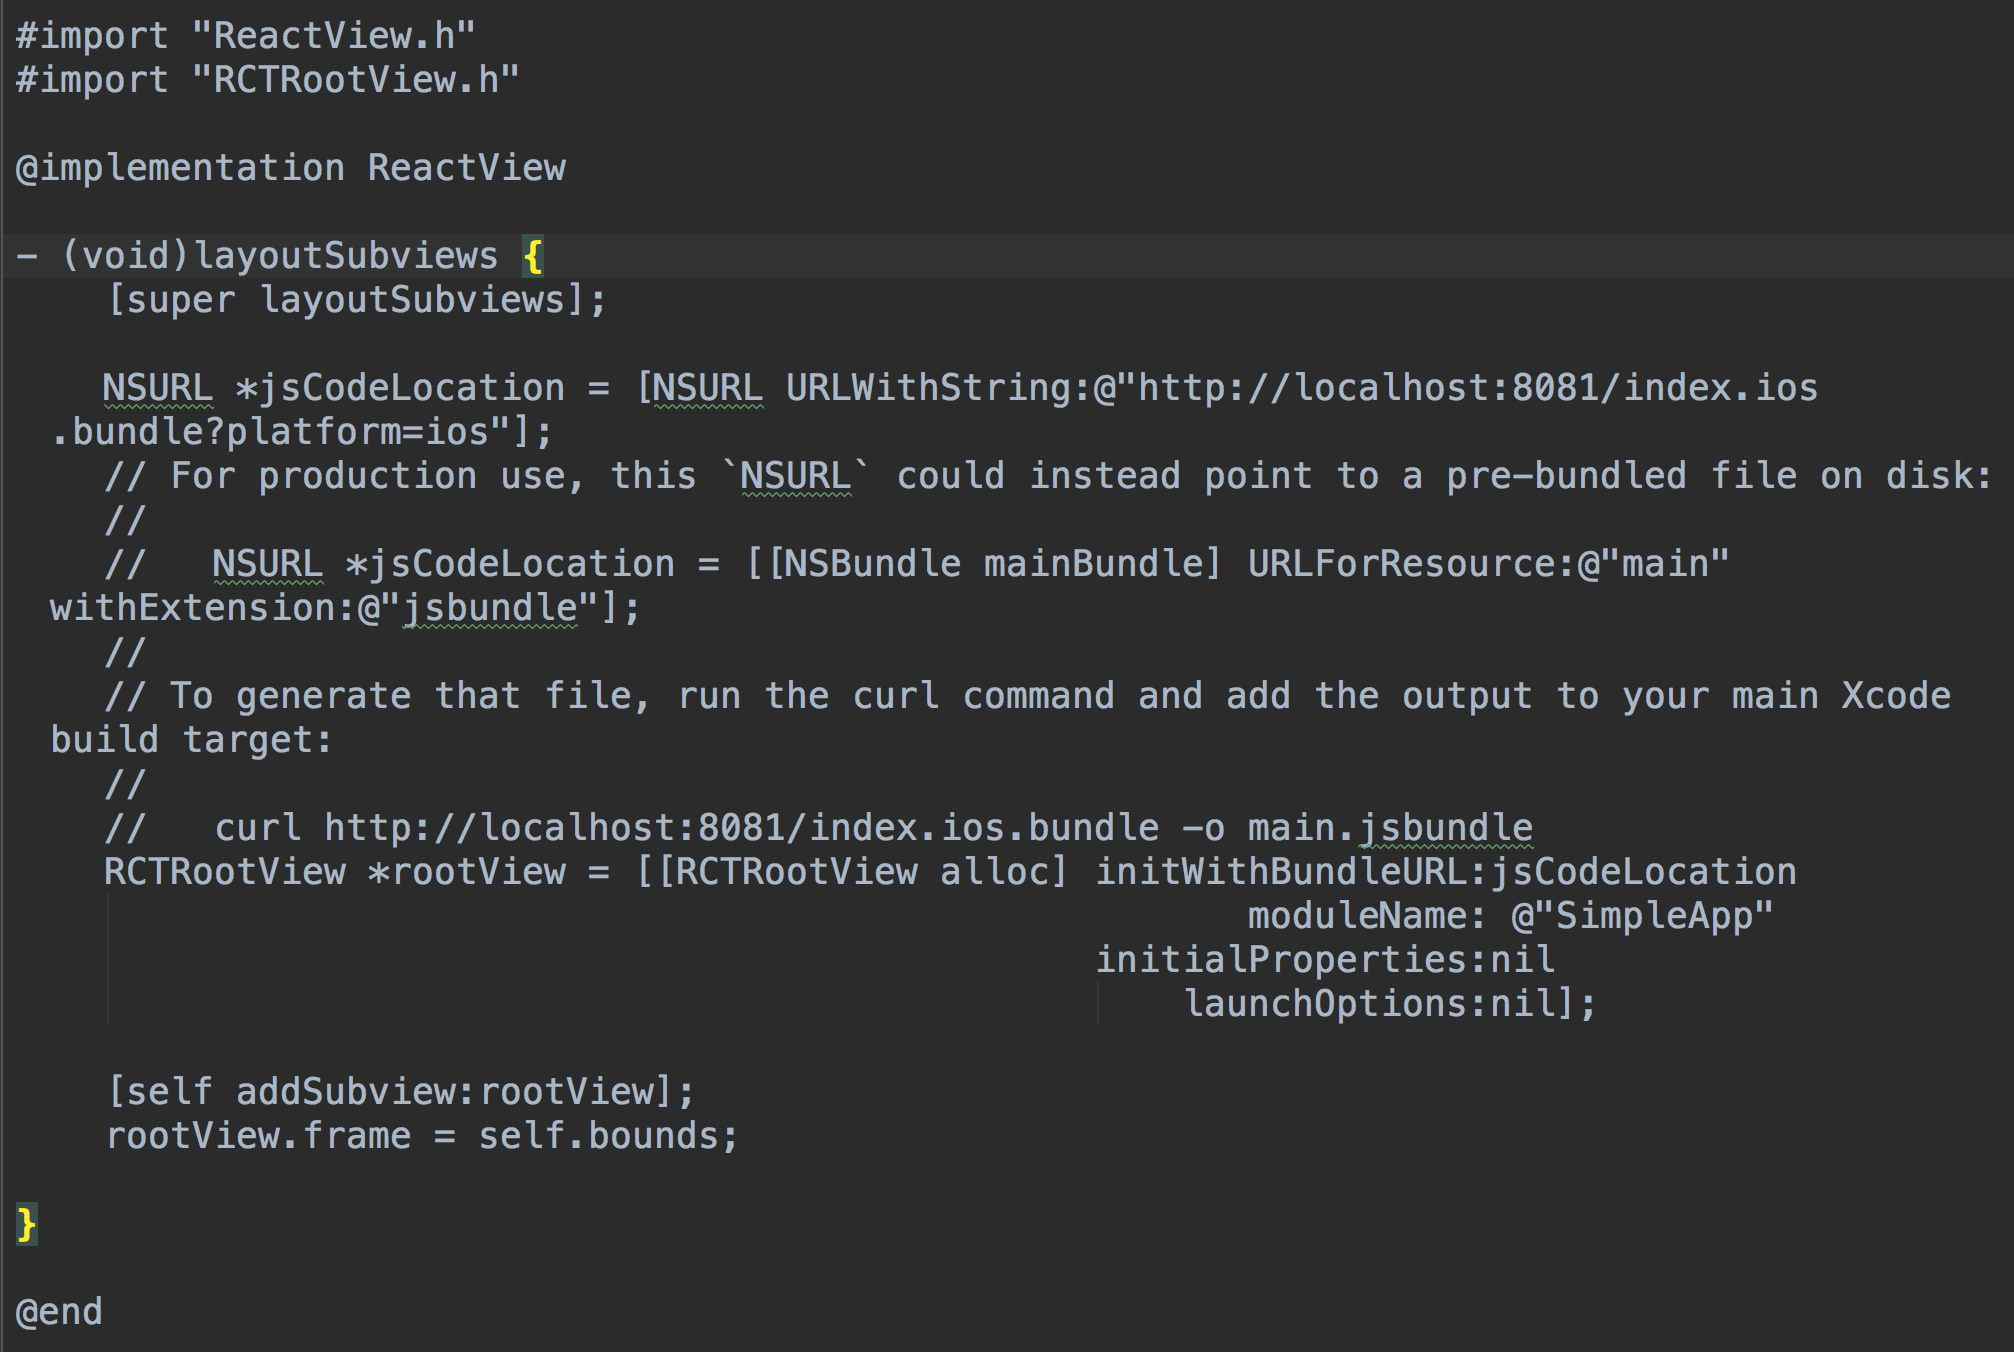 #import "ReactView.h"
#import "RCTRootView.h"
@implementation ReactView
- (void)layoutSubviews {
[super layoutSubviews];
NSURL *jsCodeLocation = [NSURL URLWithString:@"http://localhost:8081/index.ios
.bundle?platform=ios"];
// For production use, this `NSURL` could instead point to a pre-bundled file on disk:
//
//   NSURL *jsCodeLocation = [[NSBundle mainBundle] URLForResource:@"main"
withExtension:@"jsbundle"];
//
// To generate that file, run the curl command and add the output to your main Xcode
build target:
//
//   curl http://localhost:8081/index.ios.bundle -o main.jsbundle
RCTRootView *rootView = [[RCTRootView alloc] initWithBundleURL:jsCodeLocation
moduleName: @"SimpleApp"
initialProperties:nil
launchOptions:nil];
[self addSubview:rootView];
rootView.frame = self.bounds;
}
@end